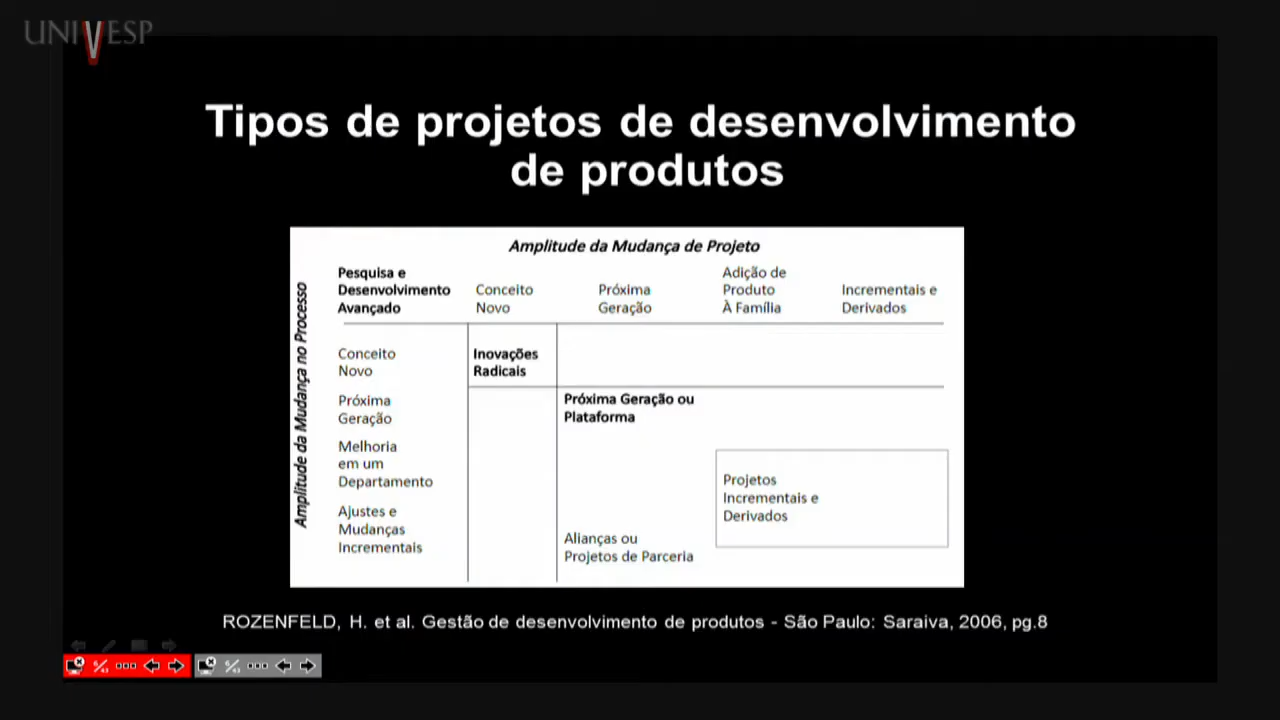 UNIVESP
Tipos de projetos de desenvolvimento
de produtos
Amplitude da Mudança de Projeto
Amplitude da Mudança no Processo
Pesquisa e
Desenvolvimento
Avançado
Conceito
Novo
Próxima
Geração
Adição de
Produto
À Família
Incrementais e
Derivados
Conceito
Novo
Inovações
Radicais
Próxima
Geração
Próxima Geração ou
Plataforma
Melhoria
em um
Departamento
Projetos
Incrementais e
Derivados
Ajustes e
Mudanças
Incrementais
Alianças ou
Projetos de Parceria
ROZENFELD, H. et al. Gestão de desenvolvimento de produtos - São Paulo: Saraiva, 2006, pg.8